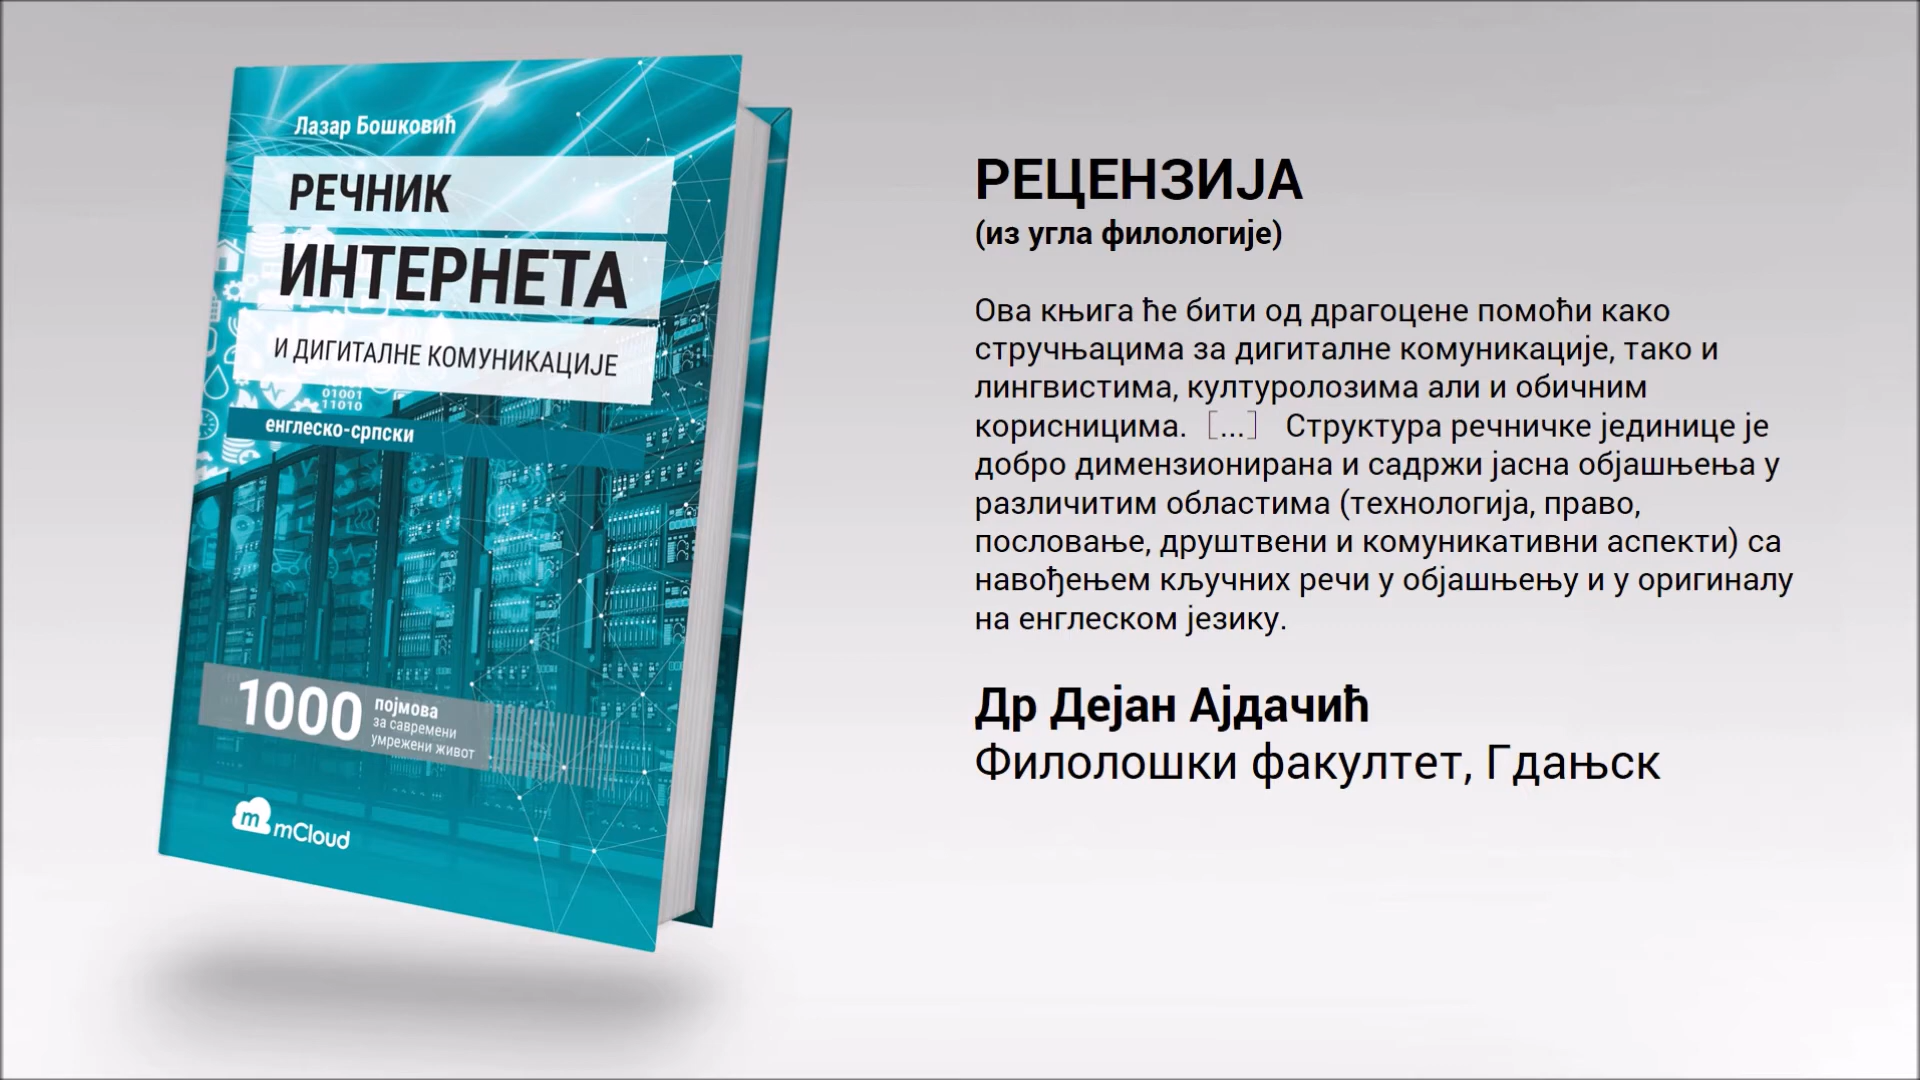 Лазар Бошковић
РЕЧНИК
ИНТЕРНЕТА
И ДИГИТАЛНЕ КОМУНИКАЦИЈЕ
01001
11010
енглеско-српски
1000
појмова
за савремени
умрежени живот
m
mCloud
РЕЦЕНЗИЈА
(из угла филологије)
Ова књига ће бити од драгоцене помоћи како
стручњацима за дигиталне комуникације, тако и
лингвистима, културолозима али и обичним
корисницима. [...] Структура речничке јединице је
добро димензионирана и садржи јасна објашњења у
различитим областима (технологија, право,
пословање, друштвени и комуникативни аспекти) са
навођењем кључних речи у објашњењу и у оригиналу
на енглеском језику.
Др Дејан Ајдачић
Филолошки факултет, Гдањск